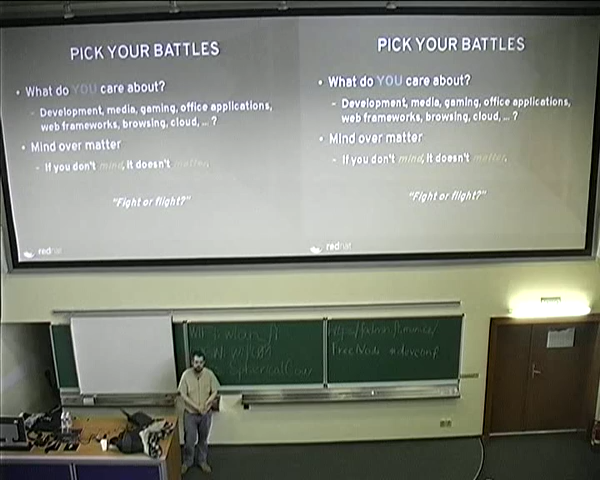 PICK YOUR BATTLES
• What do YOU care about?
– Development, media, gaming, office applications,
web frameworks, browsing, cloud, ... ?
• Mind over matter
– If you don't mind, it doesn't matter.
"Fight or flight?"
redhat
PICK YOUR BATTLES
• What do YOU care about?
– Development, media, gaming, office applications,
web frameworks, browsing, cloud, ... ?
• Mind over matter
– If you don't mind, it doesn't matter.
"Fight or flight?"
redhat
SphericalCow
FreeNode #devconf